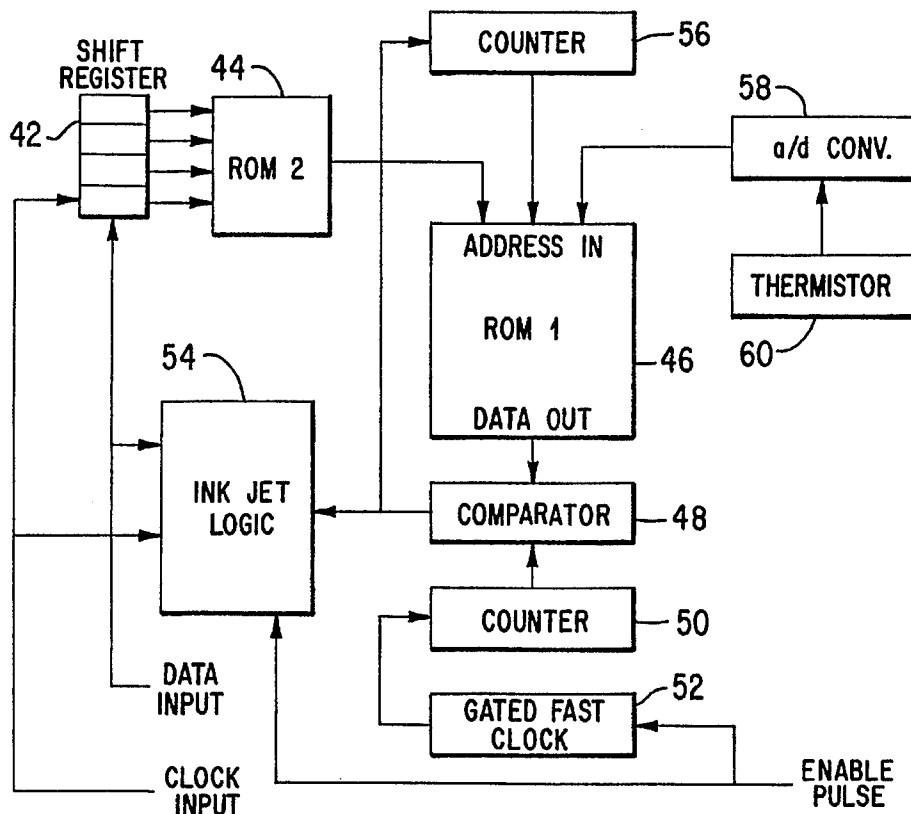 COUNTER
56
SHIFT
REGISTER
44
42
ROM 2
58
a/d CONV.
ADDRESS IN
THERMISTOR
60
ROM 1
46
54
DATA OUT
INK JET
LOGIC
COMPARATOR
48
COUNTER
50
DATA
INPUT
52
GATED FAST
CLOCK
CLOCK
INPUT
ENABLE
PULSE